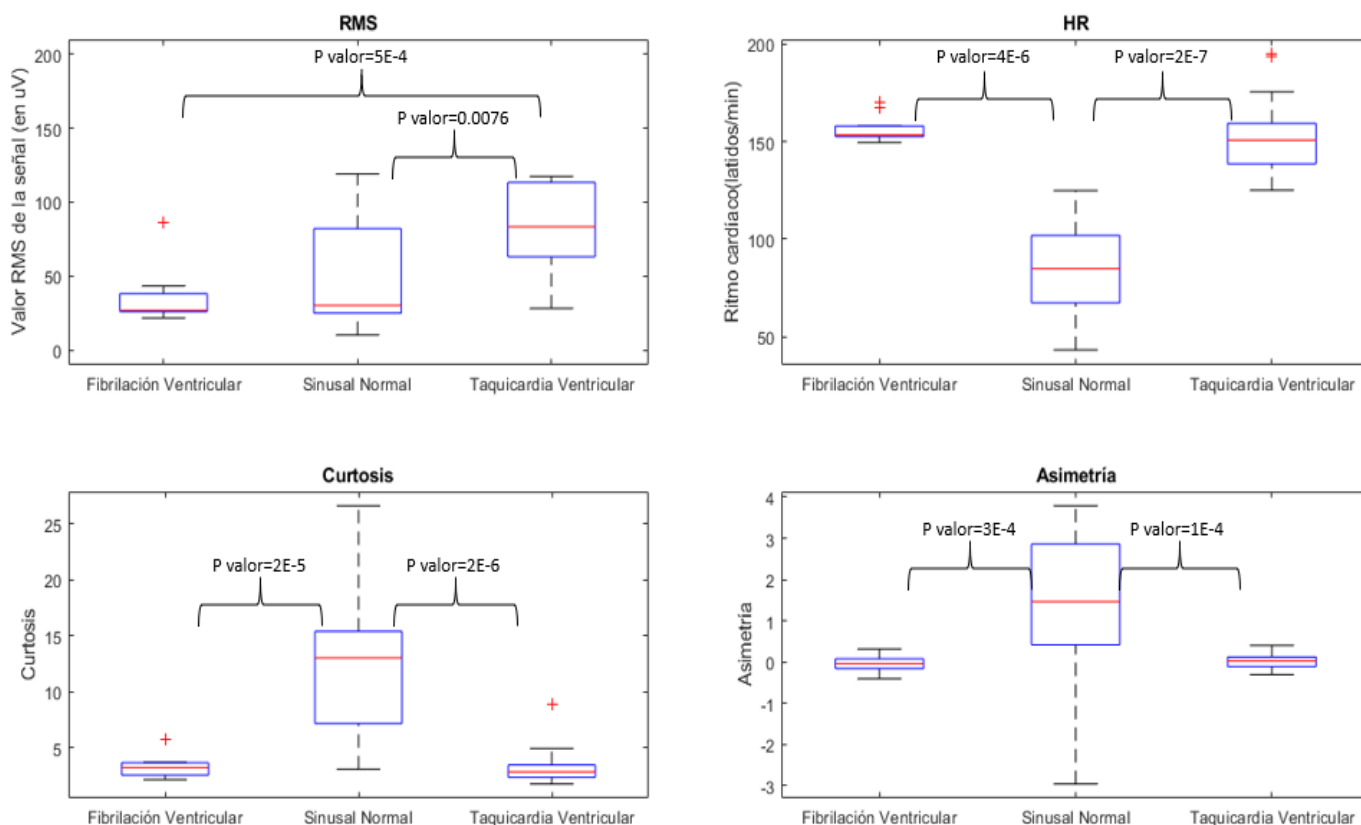 RMS
Valor RMS de la señal (en uV)
200
150
100
50
0
P valor=5E-4
P valor=0.0076
Fibrilación Ventricular
Sinusal Normal
Taquicardia Ventricular
HR
Ritmo cardiaco(latidos/min)
200
150
100
50
P valor=4E-6
P valor=2E-7
Fibrilación Ventricular
Sinusal Normal
Taquicardia Ventricular
Curtosis
Curtosis
25
20
15
10
5
P valor=2E-5
P valor=2E-6
Fibrilación Ventricular
Sinusal Normal
Taquicardia Ventricular
Asimetría
Asimetría
4
3
2
1
0
-1
-2
-3
P valor=3E-4
P valor=1E-4
Fibrilación Ventricular
Sinusal Normal
Taquicardia Ventricular